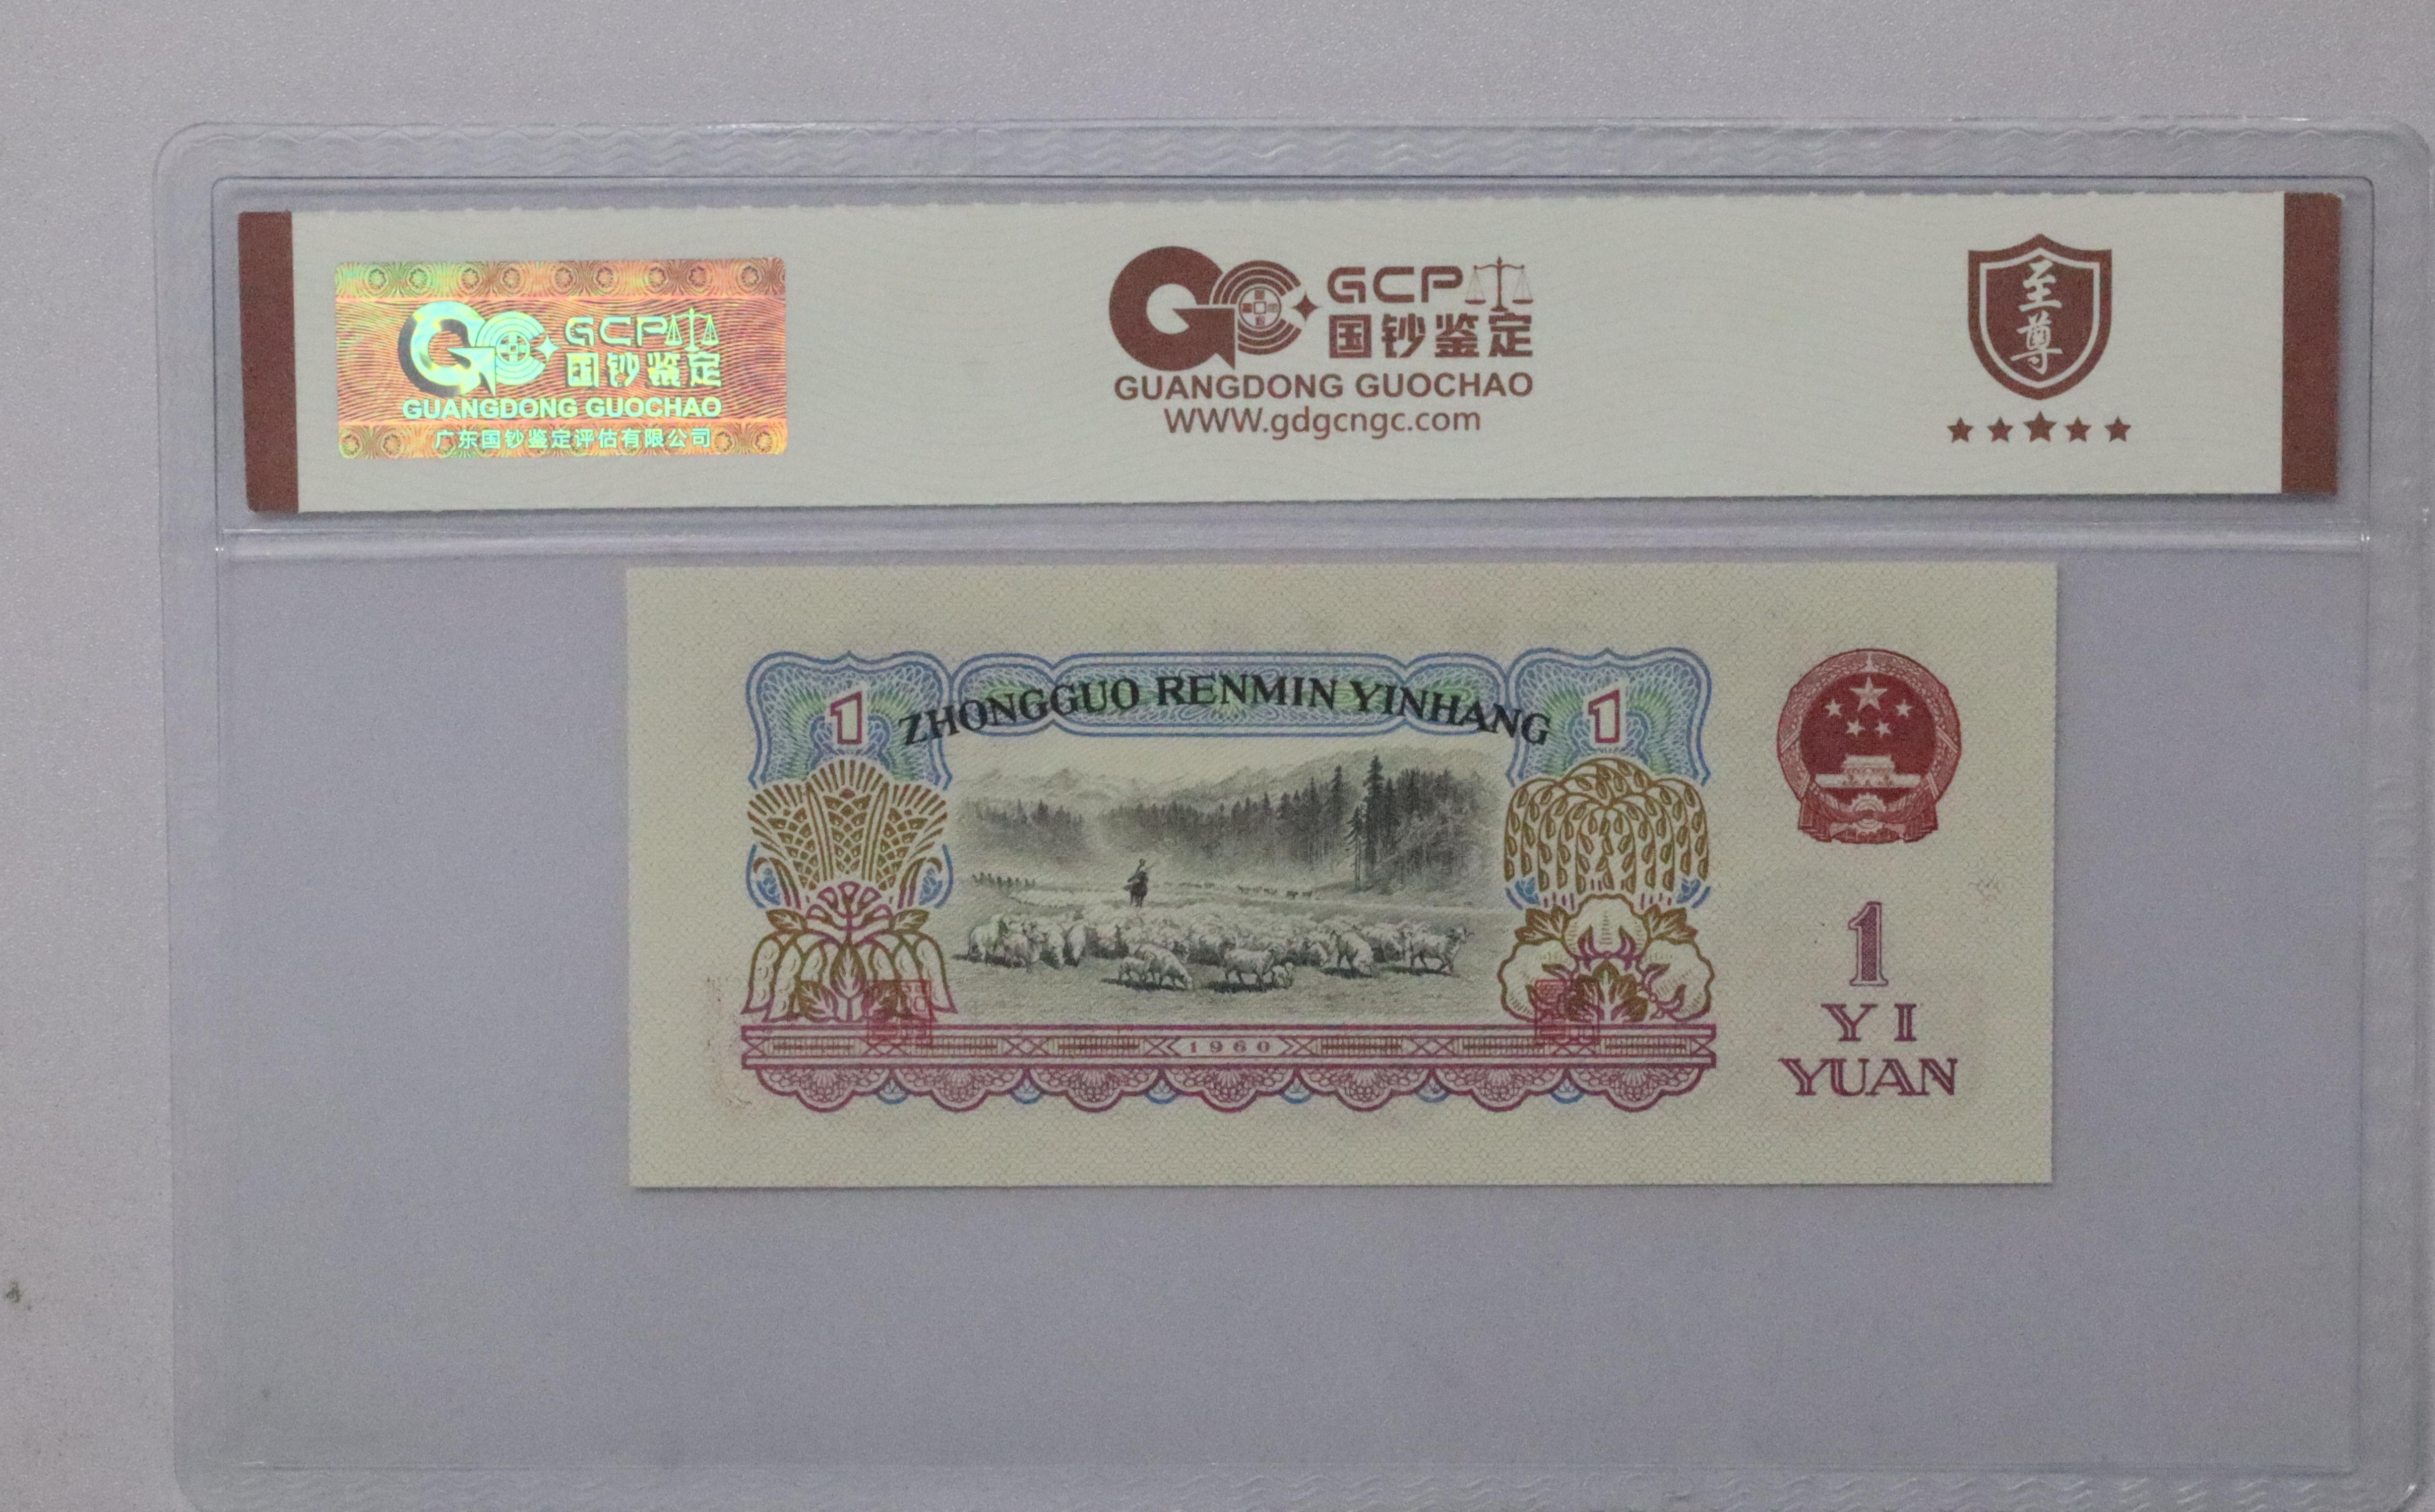 GCP
国钞鉴定
GUANGDONG GUOCHAO
广东国钞鉴定评估有限公司
GCP
国钞鉴定
GUANGDONG GUOCHAO
WWW.gdgcngc.com
至尊
1
ZHONGGUO RENMIN YINHANG
1
1960
1
YI
YUAN